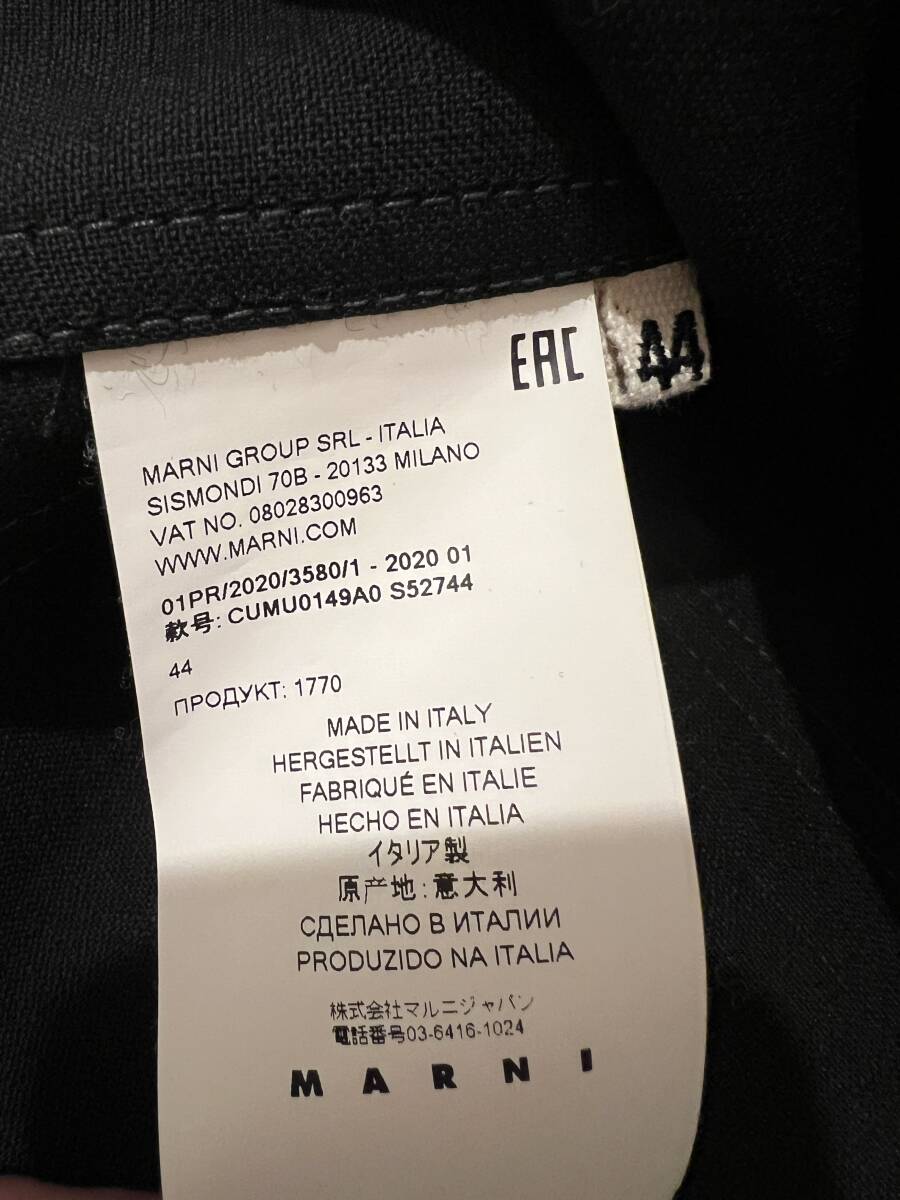 EAC
44
MARNI GROUP SRL - ITALIA
SISMONDI 70B - 20133 MILANO
VAT NO. 08028300963
WWW.MARNI.COM
01PR/2020/3580/1 - 2020 01
款号: CUMU0149A0 S52744
44
ПРОДУКТ: 1770
MADE IN ITALY
HERGESTELLT IN ITALIEN
FABRIQUÉ EN ITALIE
HECHO EN ITALIA
イタリア製
原产地:意大利
СДЕЛАНО В ИТАЛИИ
PRODUZIDO NA ITALIA
株式会社マルニジャパン
電話番号03-6416-1024
MARNI